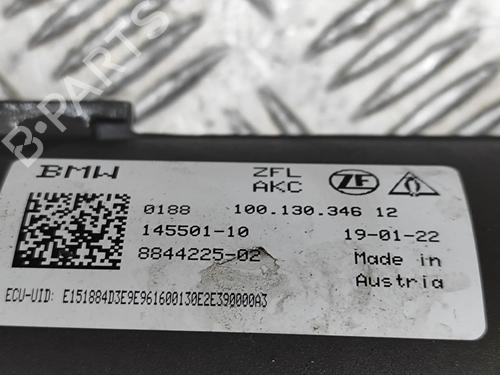 B-PARTS
BMW ZFL
AKC ZF
0188 100.130.346 12
145501-10 19-01-22
8844225-02 Made in
Austria
ECU-UID: E151884D3E9E961600130E2E390000A3